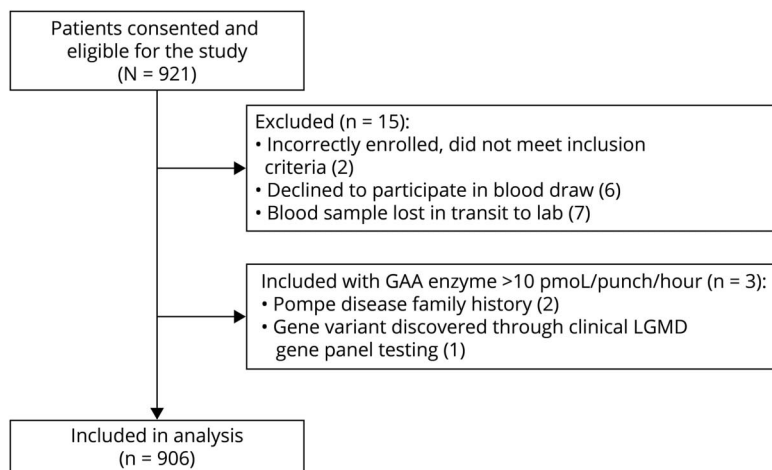 Patients consented and
eligible for the study
(N = 921)
Excluded (n = 15):
• Incorrectly enrolled, did not meet inclusion
criteria (2)
• Declined to participate in blood draw (6)
• Blood sample lost in transit to lab (7)
Included with GAA enzyme >10 pmoL/punch/hour (n = 3):
• Pompe disease family history (2)
• Gene variant discovered through clinical LGMD
gene panel testing (1)
Included in analysis
(n = 906)